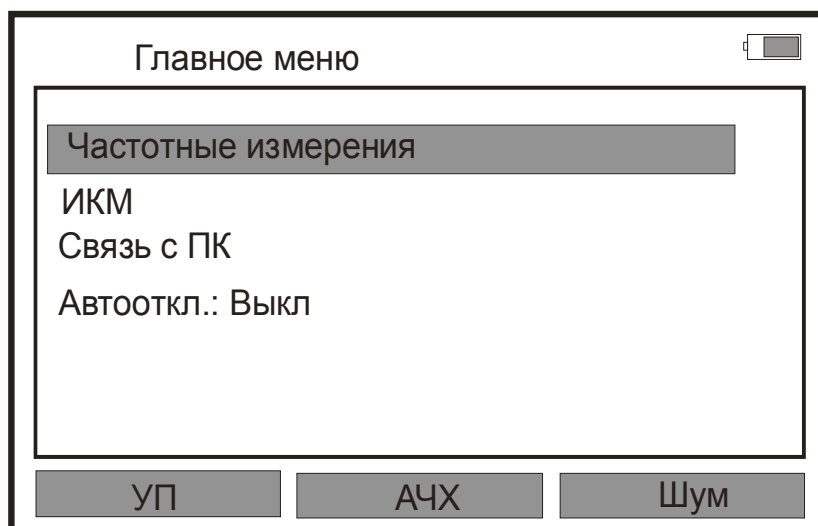 Главное меню
Частотные измерения
ИКМ
Связь с ПК
Автооткл.: Выкл
УП АЧХ Шум